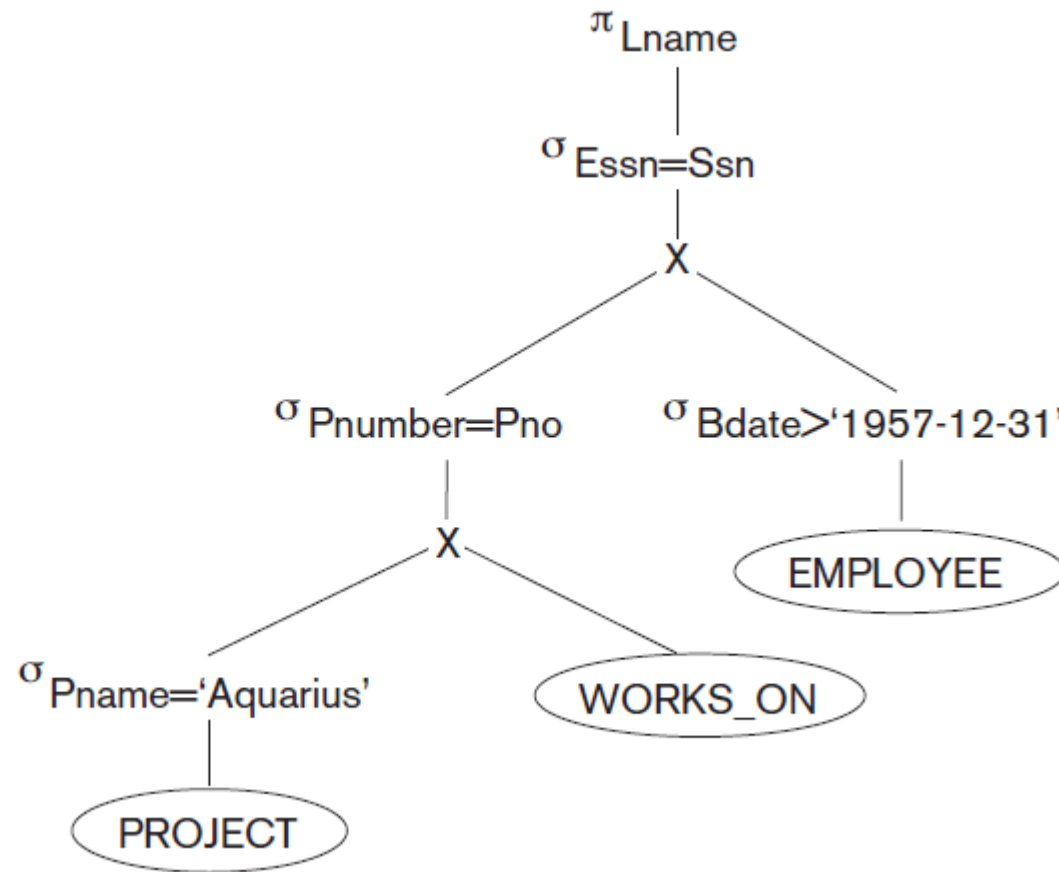 π Lname
σ Essn=Ssn
X
σ Pnumber=Pno
σ Bdate>‘1957-12-31’
X
EMPLOYEE
σ Pname=‘Aquarius’
WORKS_ON
PROJECT